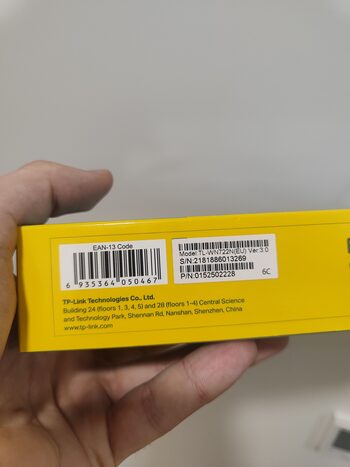 EAN-13 Code
6 935364 050467
Model:TL-WN722N(EU) Ver:3.0
S/N:2181886013269
P/N:0152502228
6C
TP-Link Technologies Co., Ltd.
Building 24 (floors 1, 3, 4, 5) and 28 (floors 1-4) Central Science
and Technology Park, Shennan Rd, Nanshan, Shenzhen, China
www.tp-link.com